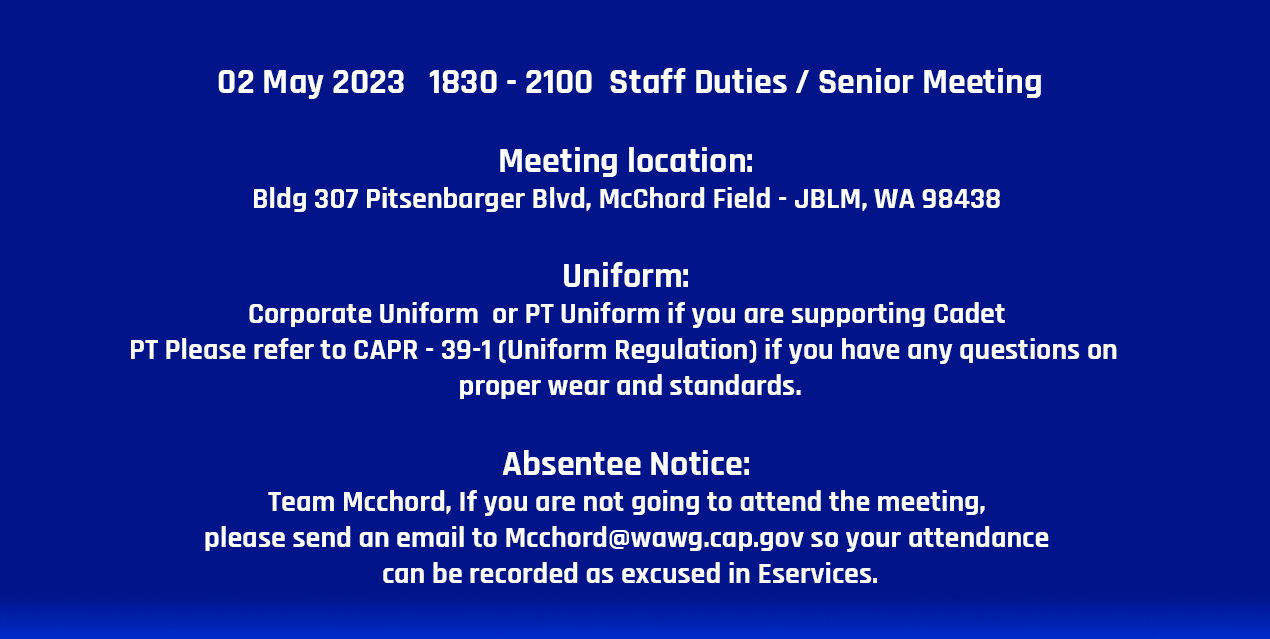 02 May 2023 1830 - 2100 Staff Duties / Senior Meeting
Meeting location:
Bldg 307 Pitsenbarger Blvd, McChord Field - JBLM, WA 98438
Uniform:
Corporate Uniform or PT Uniform if you are supporting Cadet
PT Please refer to CAPR - 39-1 (Uniform Regulation) if you have any questions on
proper wear and standards.
Absentee Notice:
Team Mcchord, If you are not going to attend the meeting,
please send an email to Mcchord@wawg.cap.gov so your attendance
can be recorded as excused in Eservices.